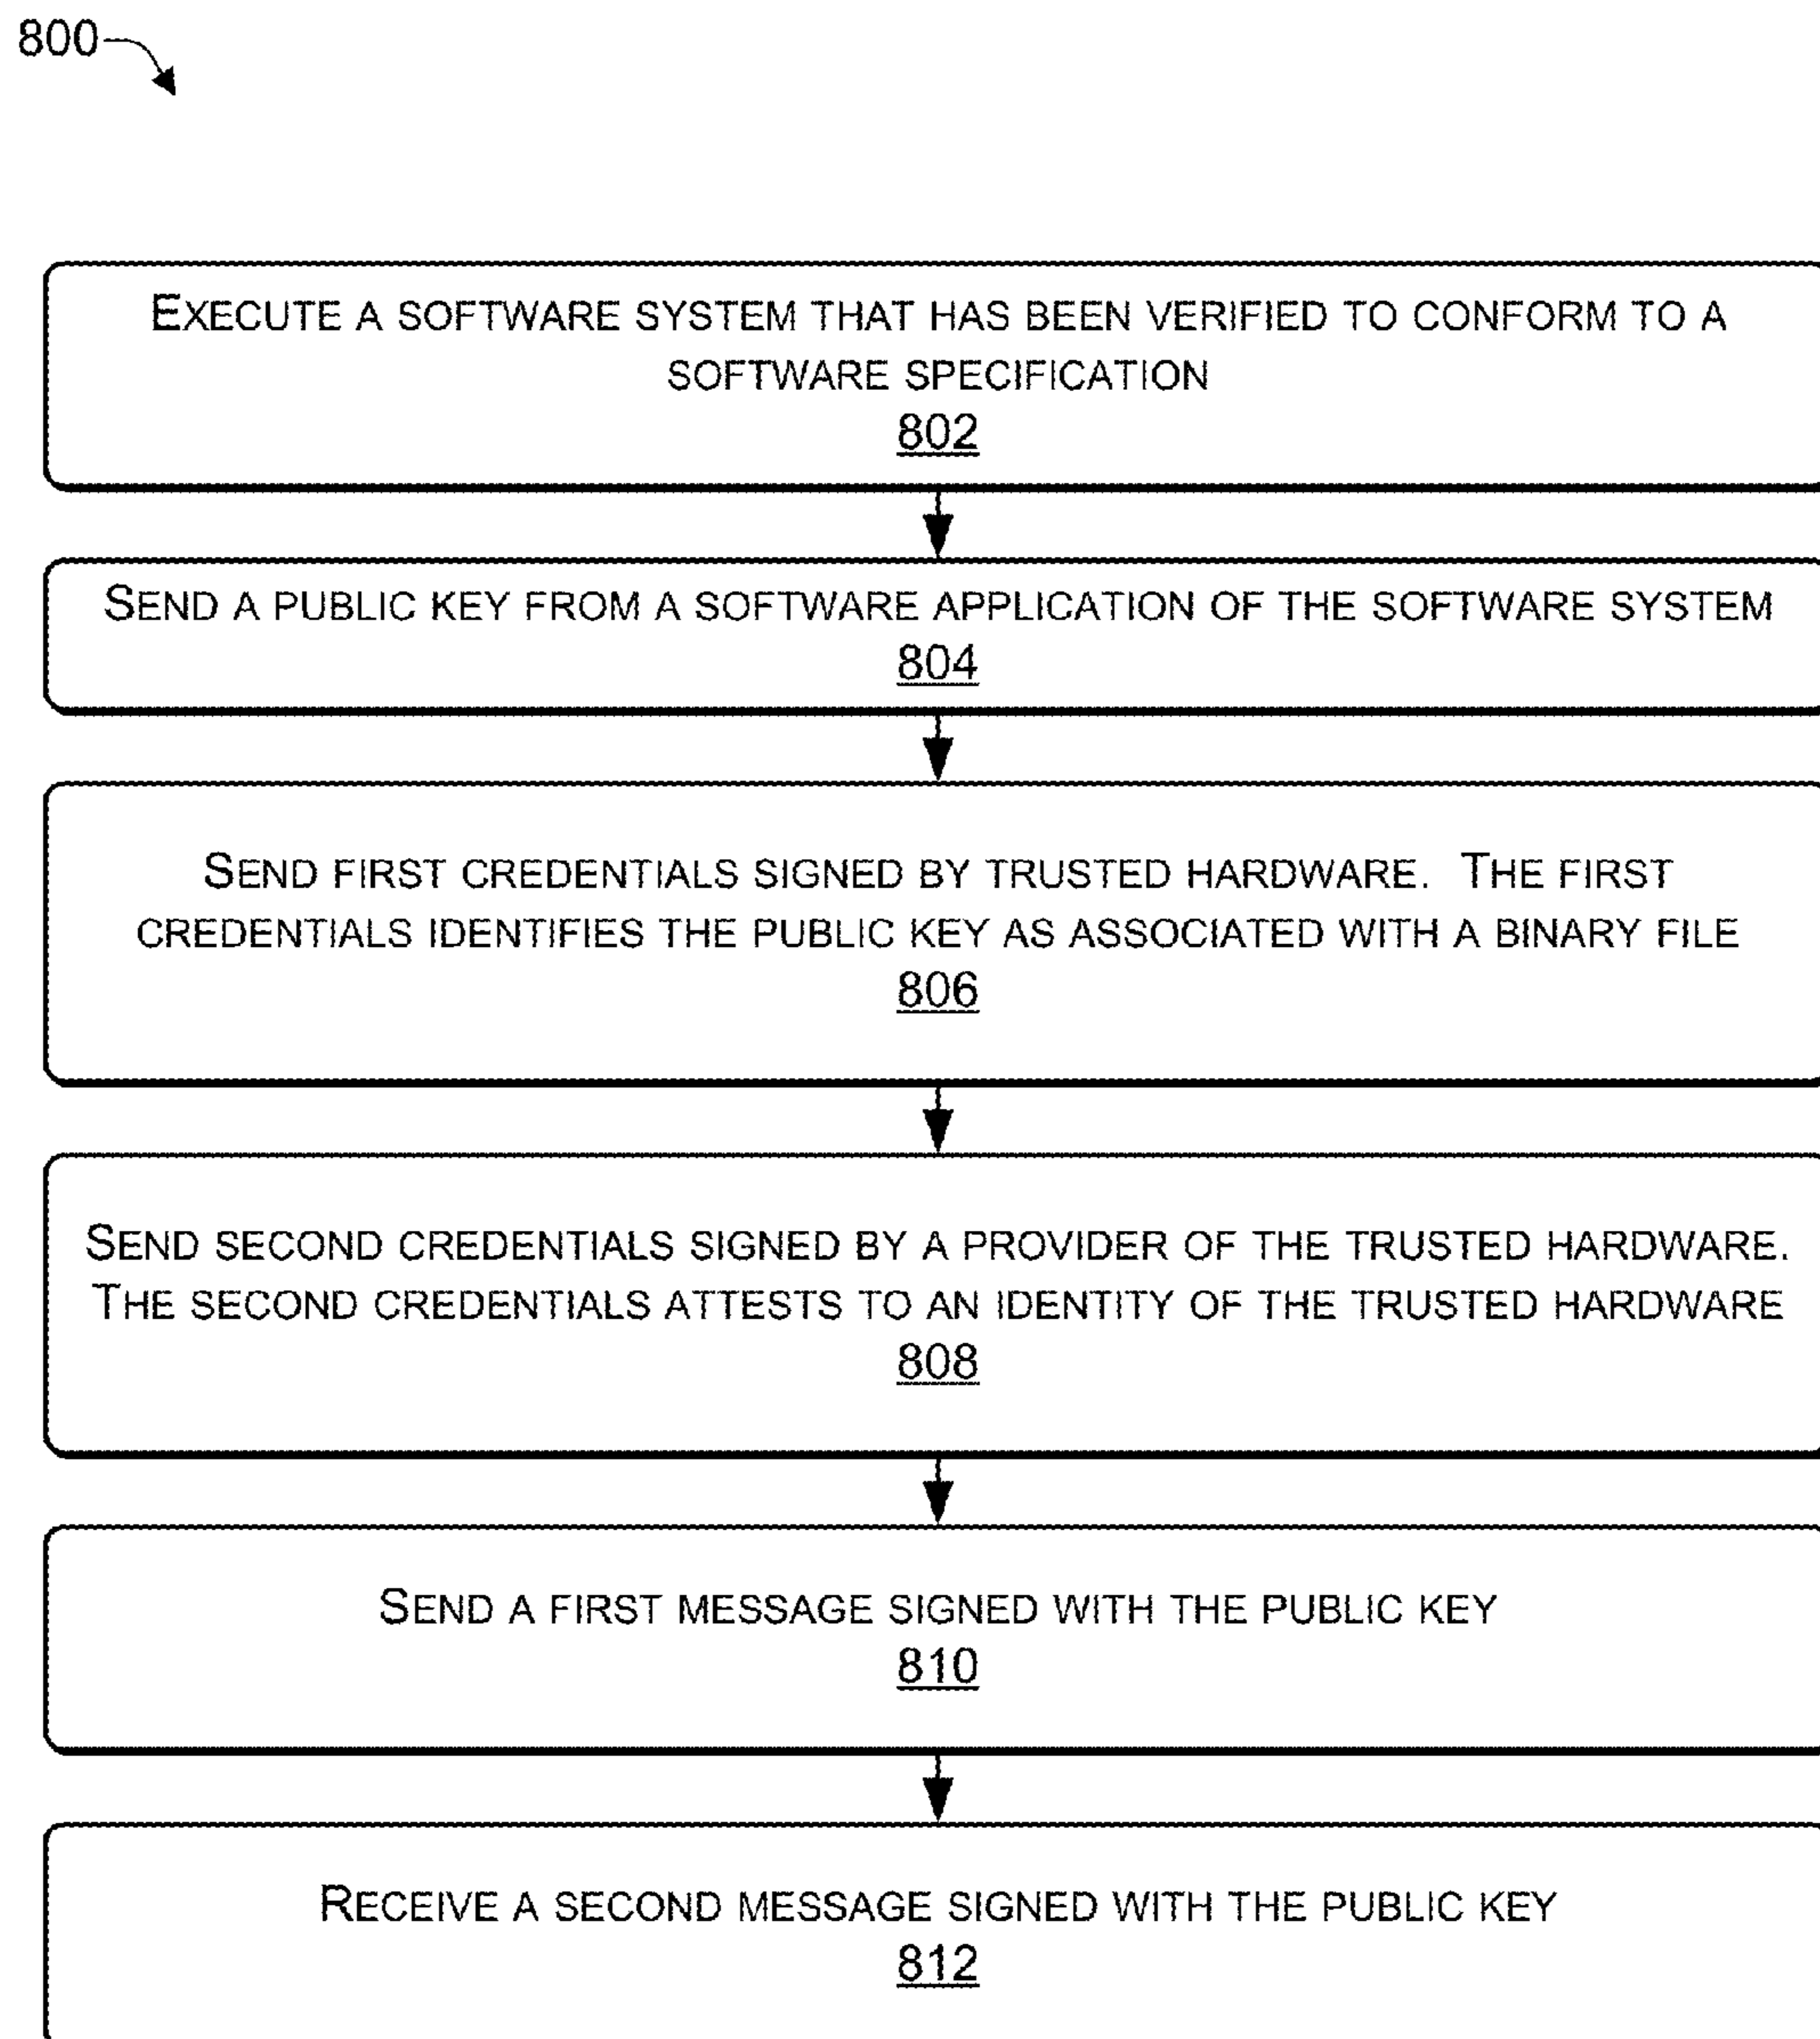 800
EXECUTE A SOFTWARE SYSTEM THAT HAS BEEN VERIFIED TO CONFORM TO A
SOFTWARE SPECIFICATION
802
SEND A PUBLIC KEY FROM A SOFTWARE APPLICATION OF THE SOFTWARE SYSTEM
804
SEND FIRST CREDENTIALS SIGNED BY TRUSTED HARDWARE. THE FIRST
CREDENTIALS IDENTIFIES THE PUBLIC KEY AS ASSOCIATED WITH A BINARY FILE
806
SEND SECOND CREDENTIALS SIGNED BY A PROVIDER OF THE TRUSTED HARDWARE.
THE SECOND CREDENTIALS ATTESTS TO AN IDENTITY OF THE TRUSTED HARDWARE
808
SEND A FIRST MESSAGE SIGNED WITH THE PUBLIC KEY
810
RECEIVE A SECOND MESSAGE SIGNED WITH THE PUBLIC KEY
812